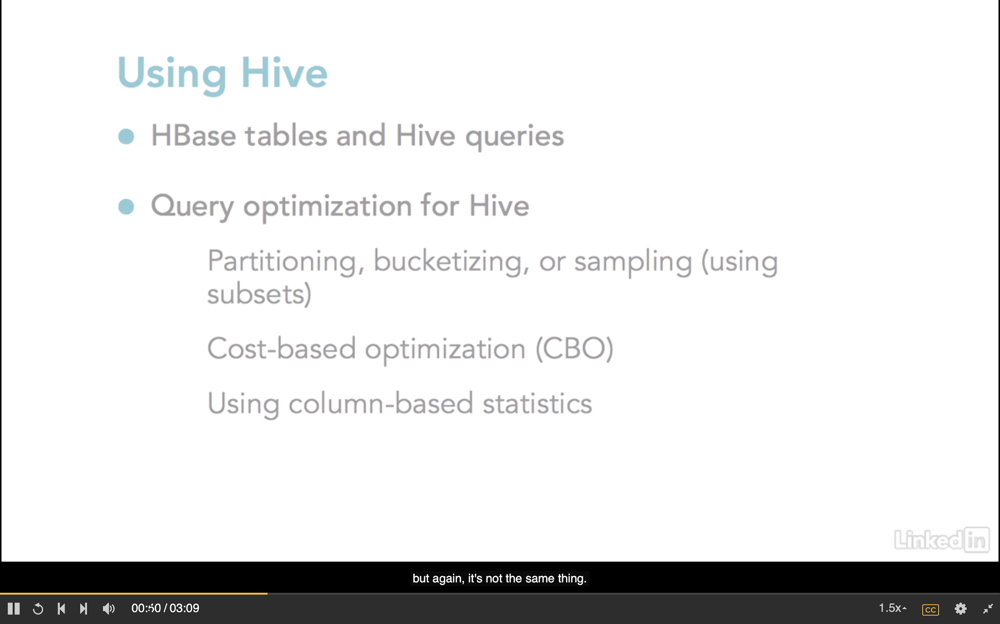 Using Hive
HBase tables and Hive queries
Query optimization for Hive
Partitioning, bucketizing, or sampling (using
subsets)
Cost-based optimization (CBO)
Using column-based statistics
Linked in
but again, it's not the same thing.
00:50 / 03:09
1.5x
CC